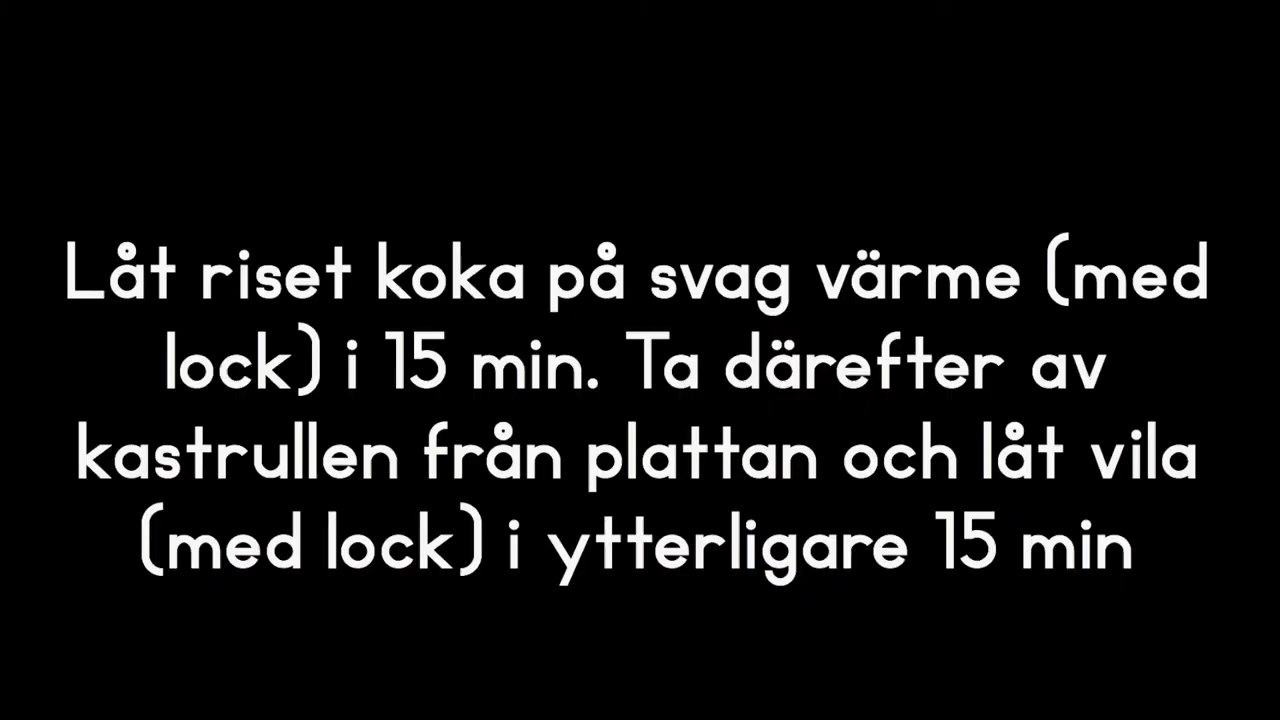 Låt riset koka på svag värme (med
lock) i 15 min. Ta därefter av
kastrullen från plattan och låt vila
(med lock) i ytterligare 15 min